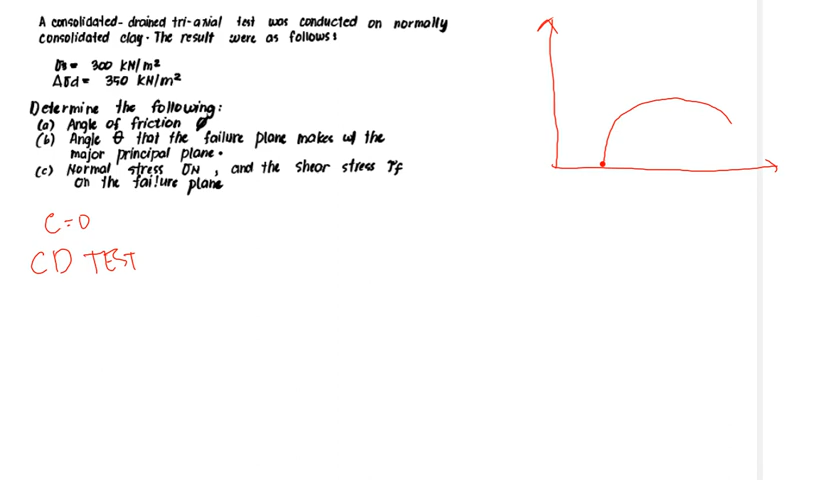 A consolidated-drained tri-axial test was conducted on normally
consolidated clay. The result were as follows:
σ₃= 300 KN/m²
Δσd= 350 KN/m²
Determine the following:
(a) Angle of friction φ
(b) Angle θ that the failure plane makes w/ the
major principal plane.
(c) Normal stress σN, and the shear stress τf
on the failure plane
C=0
CD TEST